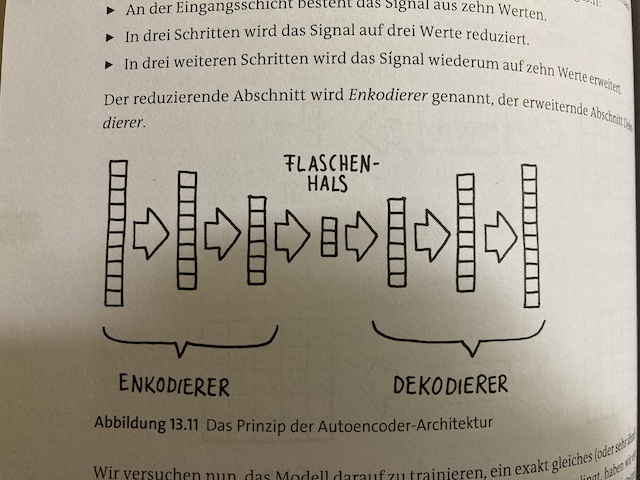 ► An der Eingangsschicht besteht das Signal aus zehn Werten.
► In drei Schritten wird das Signal auf drei Werte reduziert.
► In drei weiteren Schritten wird das Signal wiederum auf zehn Werte erweitert.
Der reduzierende Abschnitt wird Enkodierer genannt, der erweiternde Abschnitt
dierer.
FLASCHEN-
HALS
ENKODIERER
DEKODIERER
Abbildung 13.11 Das Prinzip der Autoencoder-Architektur
Wir versuchen nun, das Modell darauf zu trainieren, ein exakt gleiches (oder sehr
haben wir